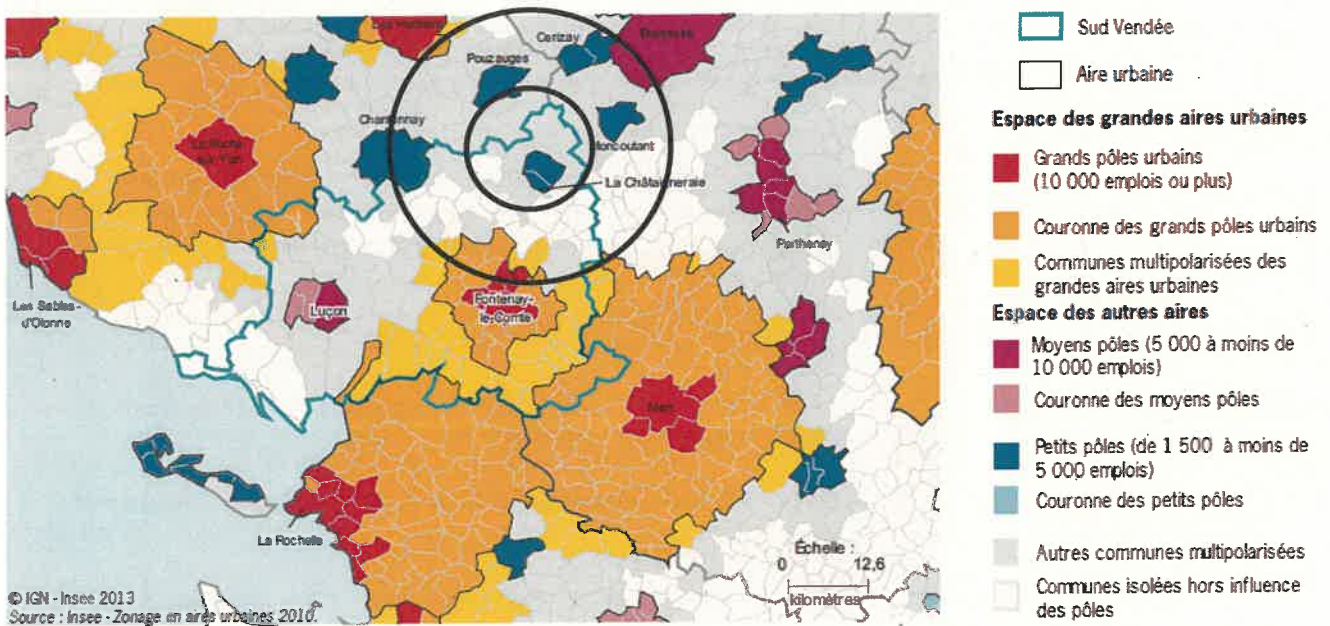 Les Herbiers
Cerizay
Bressuire
Pouzauges
Chantonnay
Moncoutant
La Roche
sur-Yon
La Châtaigneraie
Parthenay
Les Sables-
d'Olonne
Luçon
Fontenay-
le-Comte
Niort
La Rochelle
Échelle :
0 12,6
kilomètres
© IGN - Insee 2013
Source : Insee - Zonage en aires urbaines 2010.
Sud Vendée
Aire urbaine
Espace des grandes aires urbaines
Grands pôles urbains
(10 000 emplois ou plus)
Couronne des grands pôles urbains
Communes multipolarisées des
grandes aires urbaines
Espace des autres aires
Moyens pôles (5 000 à moins de
10 000 emplois)
Couronne des moyens pôles
Petits pôles (de 1 500 à moins de
5 000 emplois)
Couronne des petits pôles
Autres communes multipolarisées
Communes isolées hors influence
des pôles